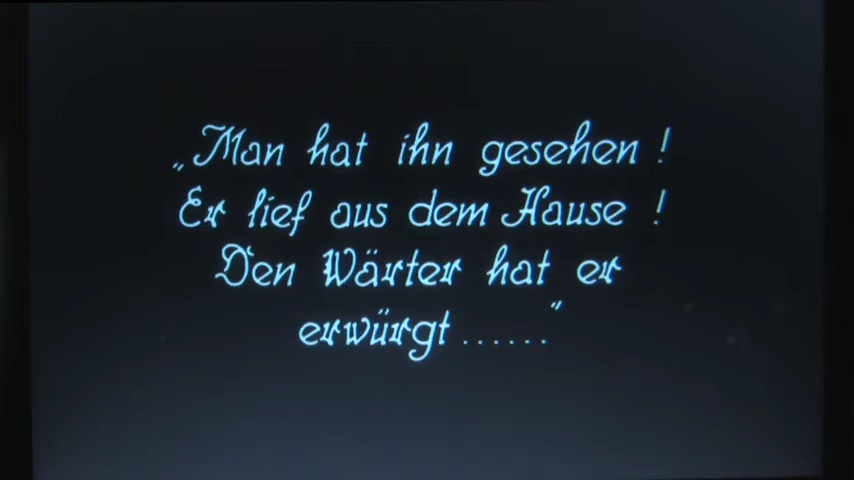 „Man hat ihn gesehen !
Er lief aus dem Hause !
Den Wärter hat er
erwürgt ......"